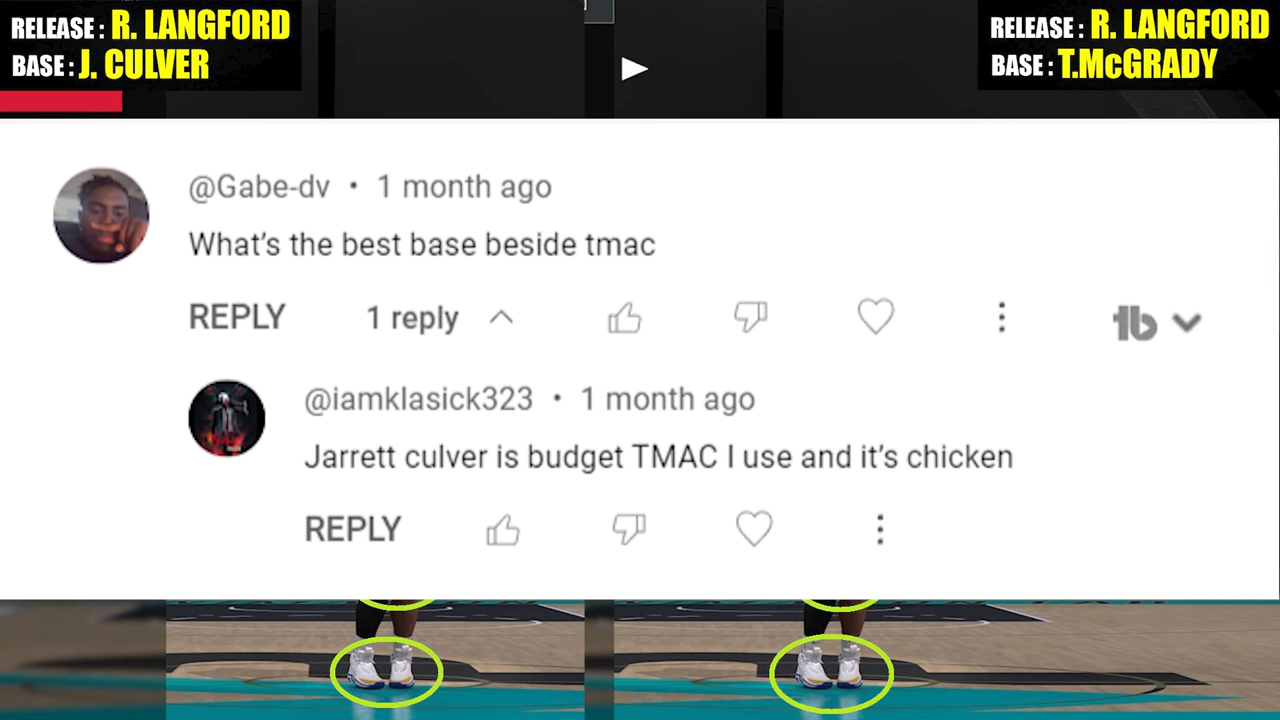 RELEASE : R. LANGFORD
BASE : J. CULVER
RELEASE : R. LANGFORD
BASE : T.McGRADY
@Gabe-dv • 1 month ago
What's the best base beside tmac
REPLY 1 reply
tb
@iamklasick323 • 1 month ago
Jarrett culver is budget TMAC I use and it's chicken
REPLY